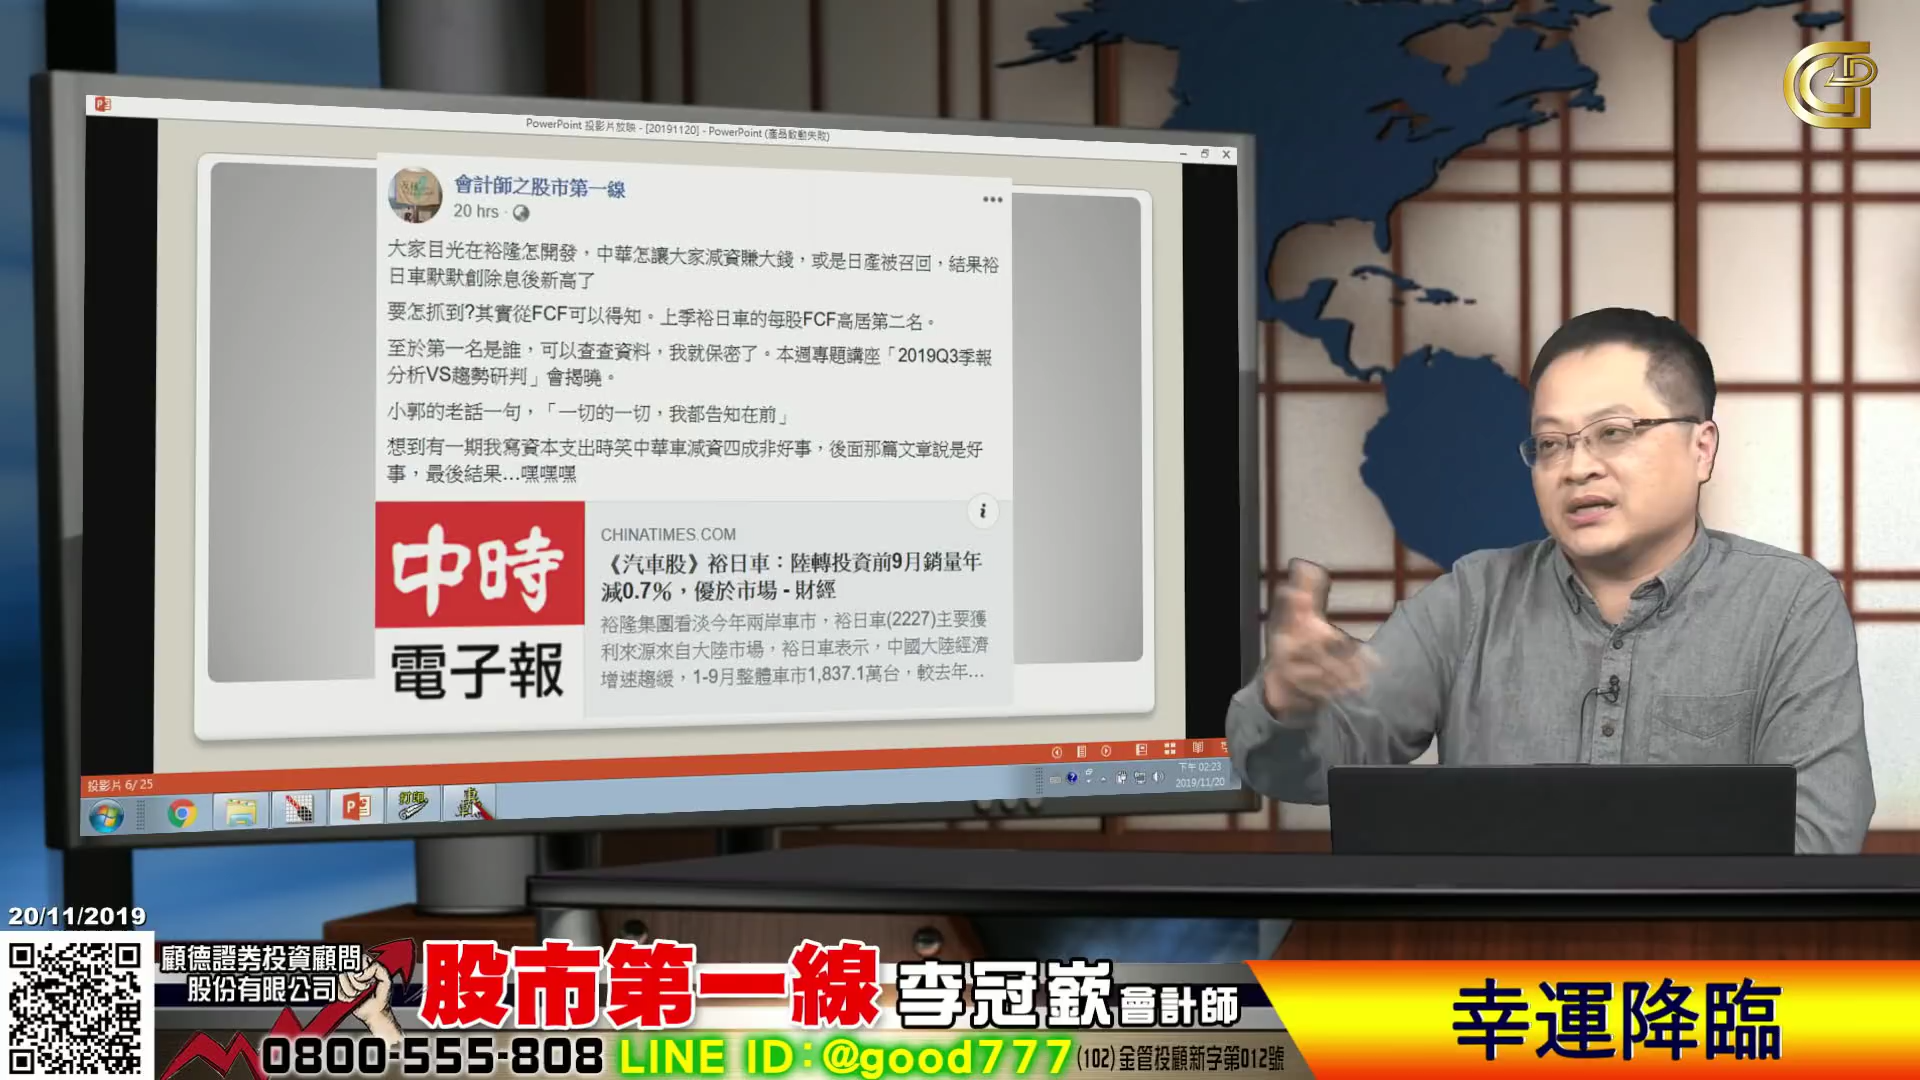 PowerPoint 投影片放映 - [20191120] - PowerPoint (產品啟動失敗)
會計師之股市第一線
20 hrs
大家目光在裕隆怎開發，中華怎讓大家減資賺大錢，或是日產被召回，結果裕
日車默默創除息後新高了
要怎抓到?其實從FCF可以得知。上季裕日車的每股FCF高居第二名。
至於第一名是誰，可以查查資料，我就保密了。本週專題講座「2019Q3季報
分析VS趨勢研判」會揭曉。
小郭的老話一句，「一切的一切，我都告知在前」
想到有一期我寫資本支出時笑中華車減資四成非好事，後面那篇文章說是好
事，最後結果...嘿嘿嘿
中時
電子報
CHINATIMES.COM
《汽車股》裕日車：陸轉投資前9月銷量年
減0.7%，優於市場 - 財經
裕隆集團看淡今年兩岸車市，裕日車(2227)主要獲
利來源來自大陸市場，裕日車表示，中國大陸經濟
增速趨緩，1-9月整體車市1,837.1萬台，較去年...
投影片 6/ 25
下午 02:23
2019/11/20
20/11/2019
顧德證券投資顧問
股份有限公司
股市第一線 李冠嶔 會計師
0800-555-808 LINE ID：@good777 (102)金管投顧新字第012號
幸運降臨